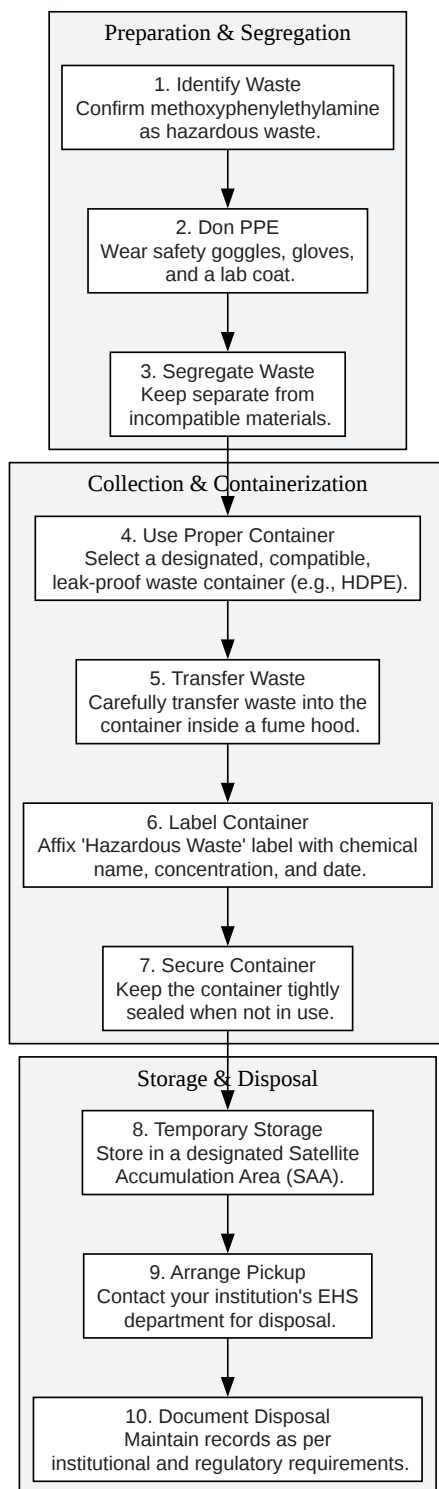 Preparation & Segregation
1. Identify Waste
Confirm methoxyphenylethylamine
as hazardous waste.
2. Don PPE
Wear safety goggles, gloves,
and a lab coat.
3. Segregate Waste
Keep separate from
incompatible materials.
Collection & Containerization
4. Use Proper Container
Select a designated, compatible,
leak-proof waste container (e.g., HDPE).
5. Transfer Waste
Carefully transfer waste into the
container inside a fume hood.
6. Label Container
Affix 'Hazardous Waste' label with chemical
name, concentration, and date.
7. Secure Container
Keep the container tightly
sealed when not in use.
Storage & Disposal
8. Temporary Storage
Store in a designated Satellite
Accumulation Area (SAA).
9. Arrange Pickup
Contact your institution's EHS
department for disposal.
10. Document Disposal
Maintain records as per
institutional and regulatory requirements.